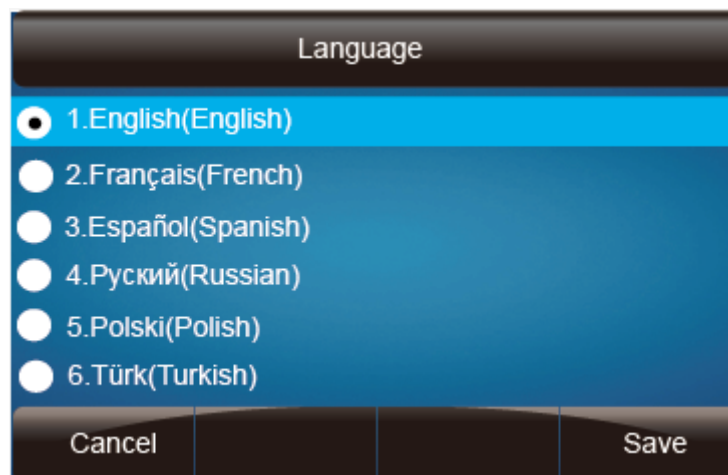 Language
1.English(English)
2.Français(French)
3.Español(Spanish)
4.Руский(Russian)
5.Polski(Polish)
6.Türk(Turkish)
Cancel
Save